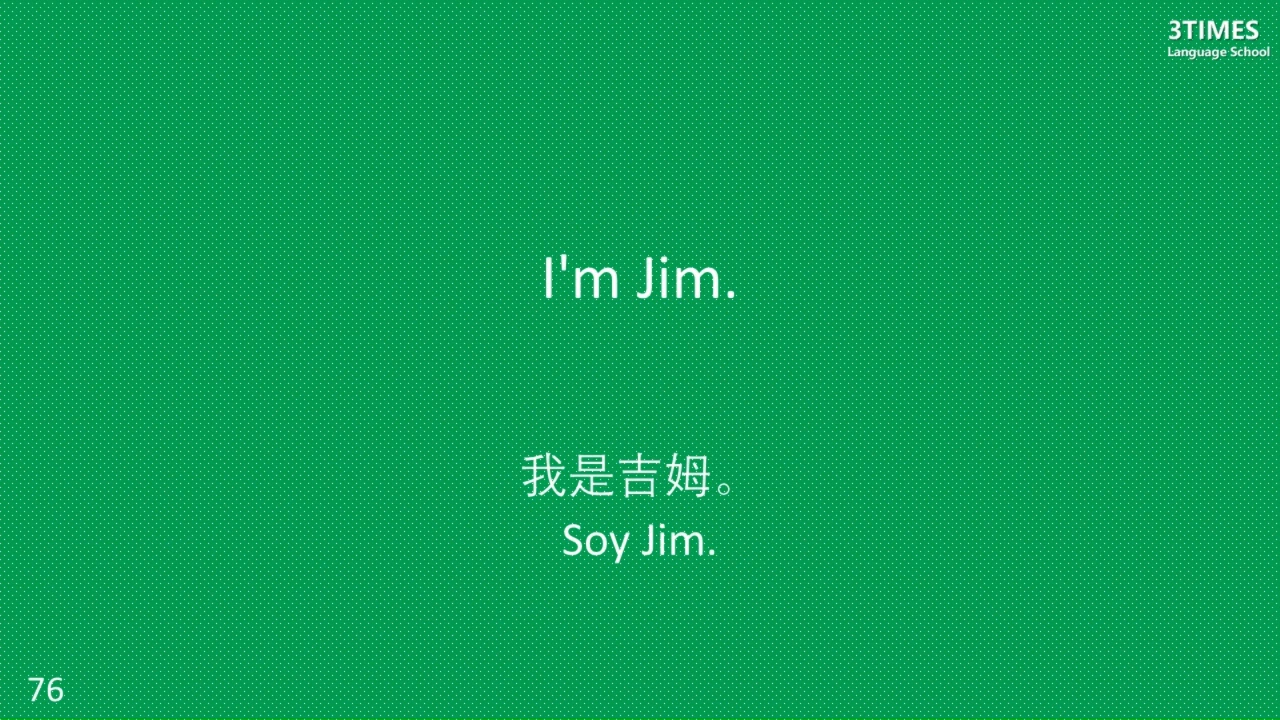 3TIMES
Language School
I'm Jim.
我是吉姆。
Soy Jim.
76